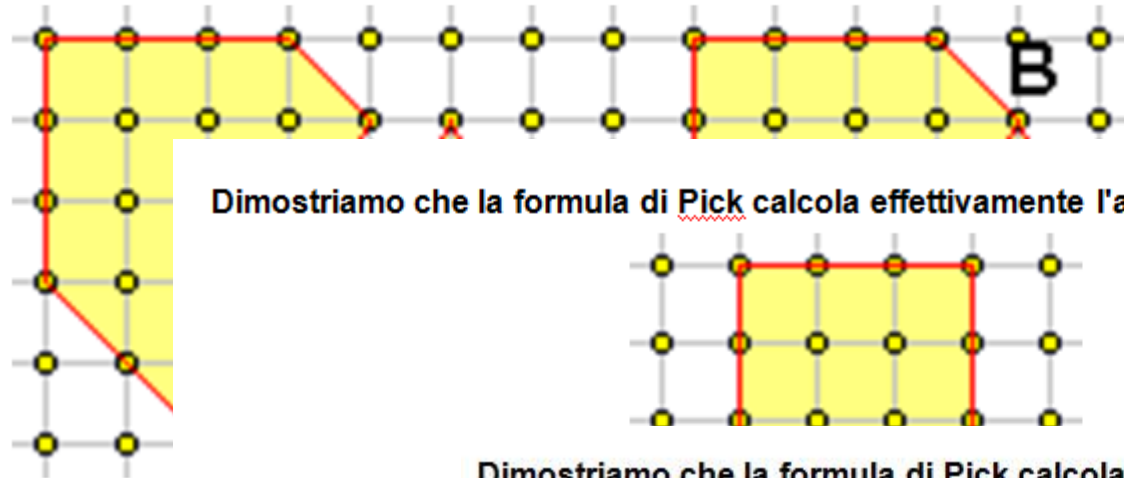 B
Dimostriamo che la formula di Pick calcola effettivamente l'a
Dimostriamo che la formula di Pick calcola